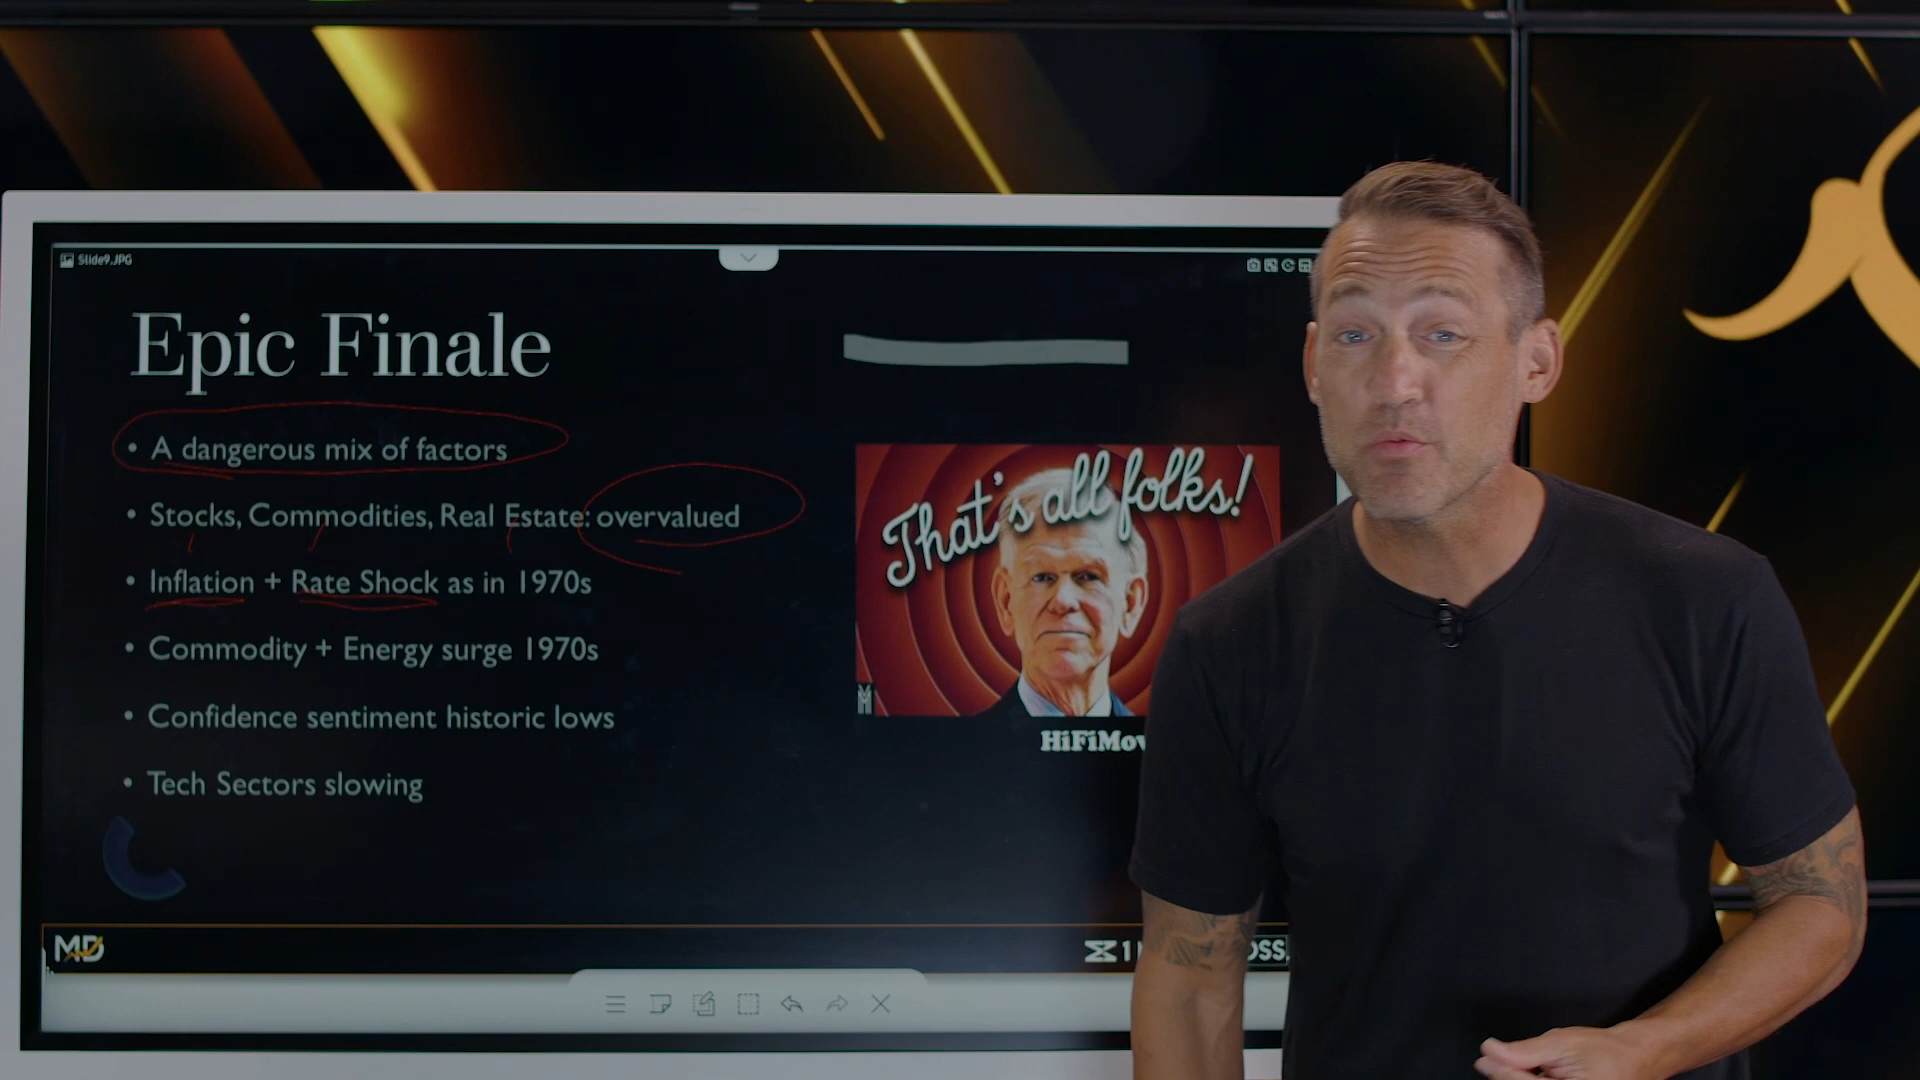 Slide9.JPG
Epic Finale
• A dangerous mix of factors
• Stocks, Commodities, Real Estate: overvalued
• Inflation + Rate Shock as in 1970s
• Commodity + Energy surge 1970s
• Confidence sentiment historic lows
• Tech Sectors slowing
That's all folks!
HiFiMov
MD